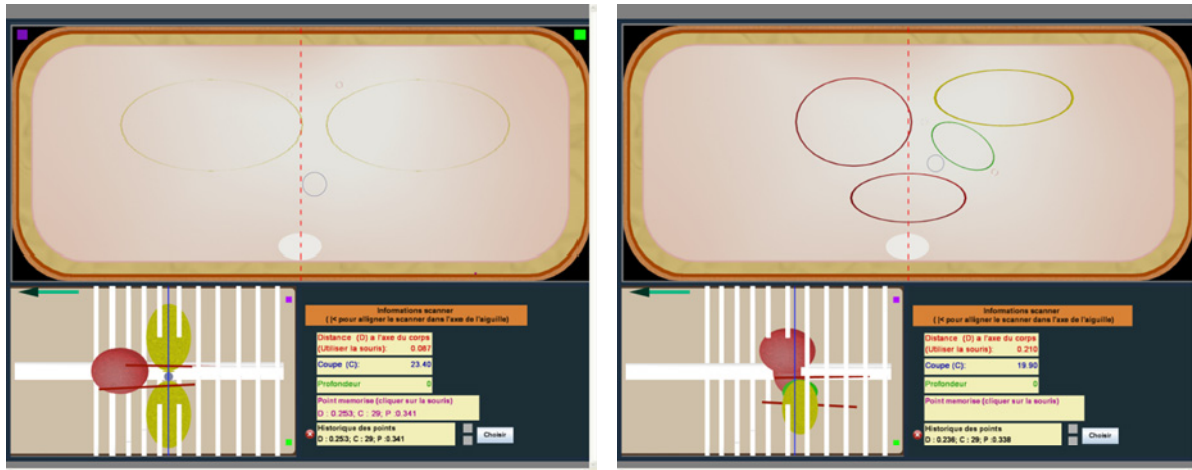 Informations scanner
( |< pour alligner le scanner dans l'axe de l'aiguille)
Distance (D) a l'axe du corps
(Utiliser la souris): 0.087
Coupe (C): 23.40
Profondeur 0
Point memorise (cliquer sur la souris)
D : 0.253; C : 29; P :0.341
Historique des points
D : 0.253; C : 29; P :0.341
Choisir
Informations scanner
( |< pour alligner le scanner dans l'axe de l'aiguille)
Distance (D) a l'axe du corps
(Utiliser la souris): 0.210
Coupe (C): 19.90
Profondeur 0
Point memorise (cliquer sur la souris)
Historique des points
D : 0.236; C : 29; P :0.338
Choisir